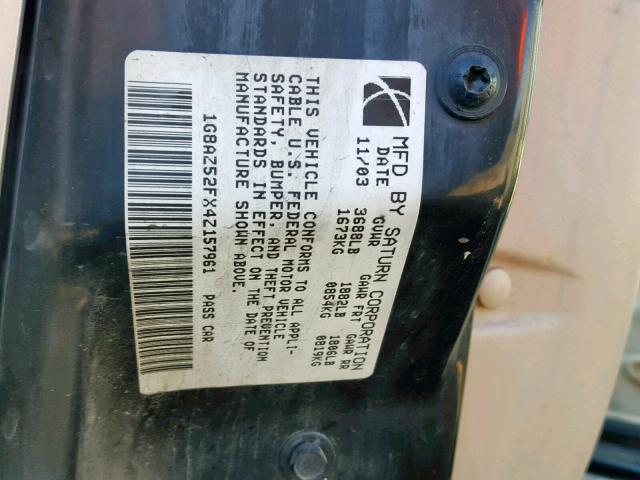 MFD BY SATURN CORPORATION
DATE GVWR GAWR FRT GAWR RR
11/03 3688LB 1882LB 1806LB
1673KG 0854KG 0819KG
THIS VEHICLE CONFORMS TO ALL APPLI-
CABLE U.S. FEDERAL MOTOR VEHICLE
SAFETY, BUMPER, AND THEFT PREVENTION
STANDARDS IN EFFECT ON THE DATE OF
MANUFACTURE SHOWN ABOVE.
1G8AZ52FX4Z157961 PASS CAR